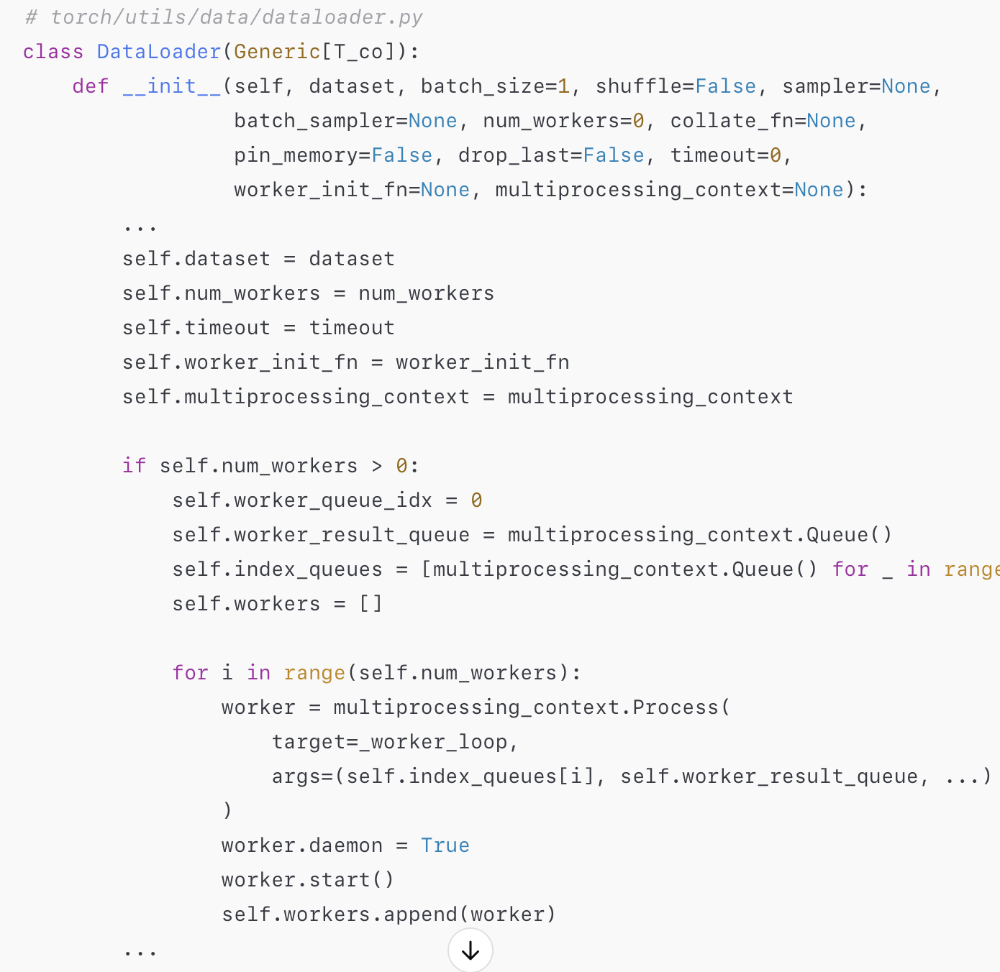 # torch/utils/data/dataloader.py
class DataLoader(Generic[T_co]):
    def __init__(self, dataset, batch_size=1, shuffle=False, sampler=None,
                 batch_sampler=None, num_workers=0, collate_fn=None,
                 pin_memory=False, drop_last=False, timeout=0,
                 worker_init_fn=None, multiprocessing_context=None):
        ...
        self.dataset = dataset
        self.num_workers = num_workers
        self.timeout = timeout
        self.worker_init_fn = worker_init_fn
        self.multiprocessing_context = multiprocessing_context

        if self.num_workers > 0:
            self.worker_queue_idx = 0
            self.worker_result_queue = multiprocessing_context.Queue()
            self.index_queues = [multiprocessing_context.Queue() for _ in range
            self.workers = []

            for i in range(self.num_workers):
                worker = multiprocessing_context.Process(
                    target=_worker_loop,
                    args=(self.index_queues[i], self.worker_result_queue, ...)
                )
                worker.daemon = True
                worker.start()
                self.workers.append(worker)
        ...